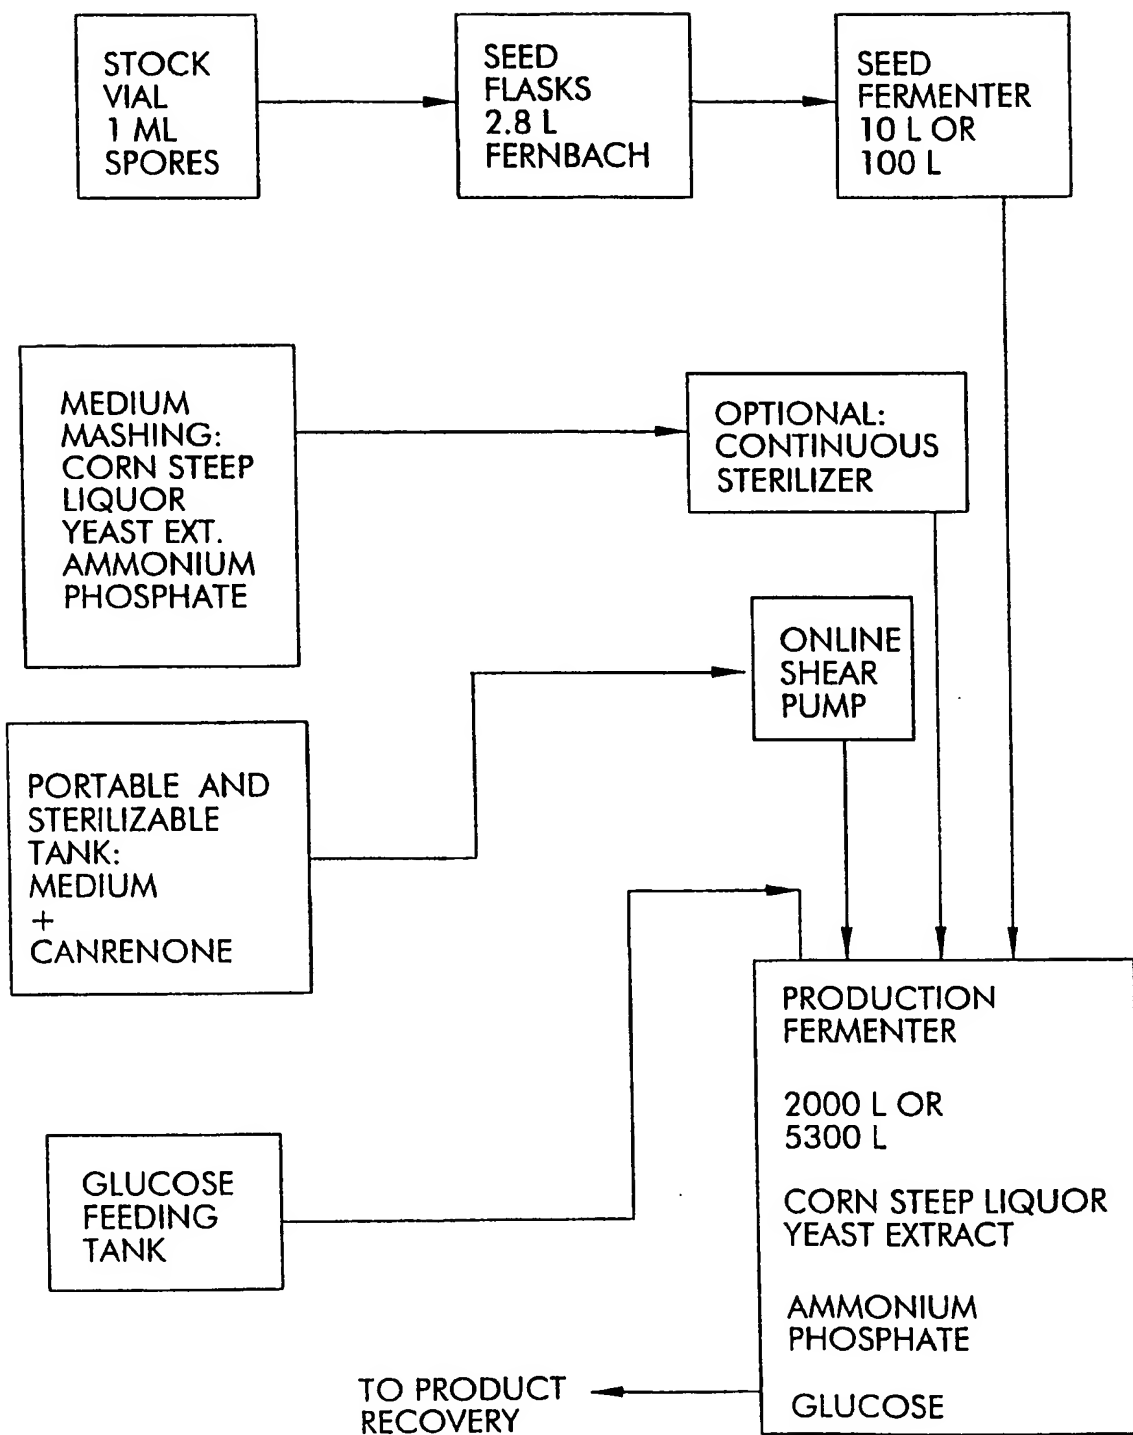 STOCK
VIAL
1 ML
SPORES
SEED
FLASKS
2.8 L
FERNBACH
SEED
FERMENTER
10 L OR
100 L
MEDIUM
MASHING:
CORN STEEP
LIQUOR
YEAST EXT.
AMMONIUM
PHOSPHATE
OPTIONAL:
CONTINUOUS
STERILIZER
ONLINE
SHEAR
PUMP
PORTABLE AND
STERILIZABLE
TANK:
MEDIUM
+
CANRENONE
GLUCOSE
FEEDING
TANK
PRODUCTION
FERMENTER
2000 L OR
5300 L
CORN STEEP LIQUOR
YEAST EXTRACT
AMMONIUM
PHOSPHATE
GLUCOSE
TO PRODUCT
RECOVERY